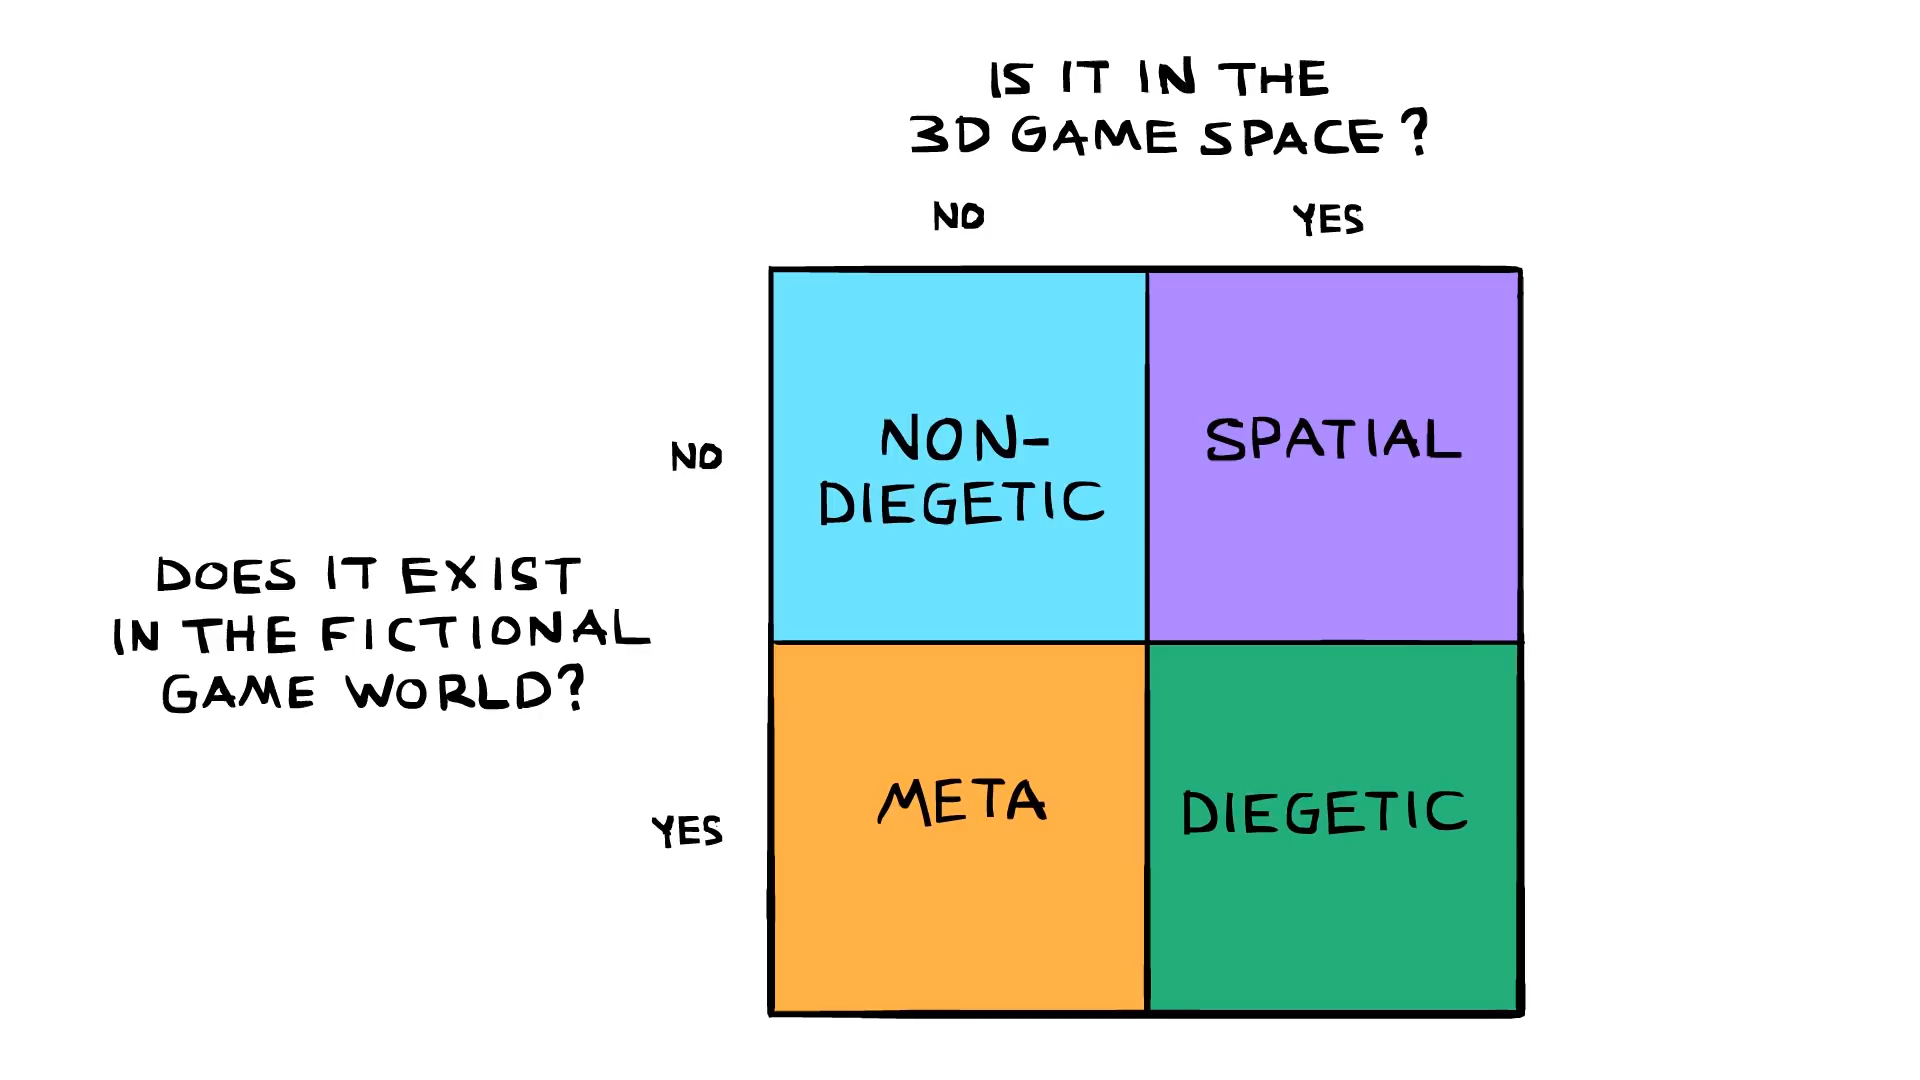 IS IT IN THE
3D GAME SPACE?
NO
YES
NO
NON-
DIEGETIC
SPATIAL
DOES IT EXIST
IN THE FICTIONAL
GAME WORLD?
YES
META
DIEGETIC